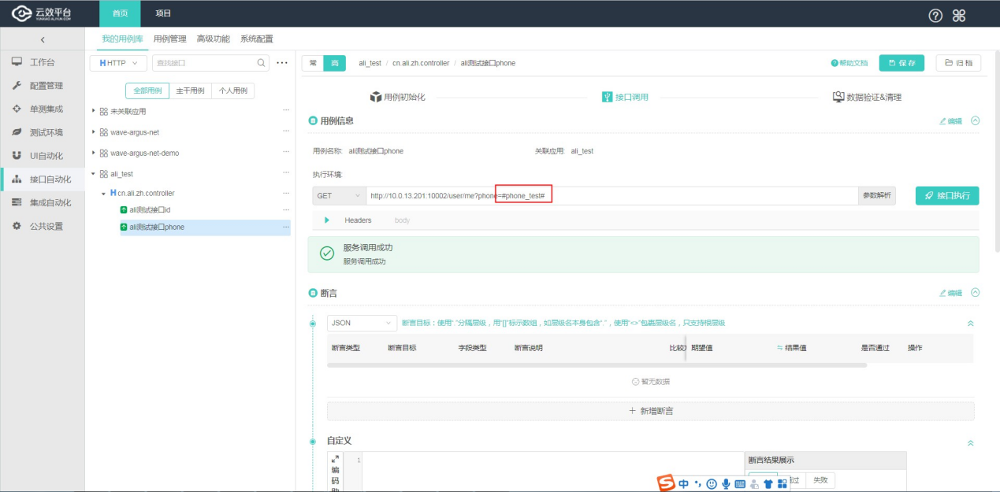 云效平台
YUNXIAO.ALIYUN.COM
首页
项目
我的用例库 用例管理 高级功能 系统配置
工作台
配置管理
单测集成
测试环境
UI自动化
接口自动化
集成自动化
公共设置
HTTP
查找接口
全部用例 主干用例 个人用例
未关联应用
wave-argus-net
wave-argus-net-demo
ali_test
H cn.ali.zh.controller
ali测试接口id
ali测试接口phone
常 高
ali_test / cn.ali.zh.controller / ali测试接口phone
帮助文档
保存
归档
用例初始化
接口调用
数据验证&清理
用例信息
编辑
用例名称: ali测试接口phone
关联应用: ali_test
执行环境:
GET
http://10.0.13.201:10002/user/me?phone=#phone_test#
参数解析
接口执行
Headers body
服务调用成功
服务调用成功
断言
编辑
JSON
断言目标：使用“.”分隔层级，用“[]”标示数组，如层级名本身包含“.”，使用“<>”包裹层级名，只支持根层级
断言类型 断言目标 字段类型 断言说明 比较 期望值 结果值 是否通过 操作
暂无数据
+ 新增断言
自定义
编
码
1
断言结果展示
过 失败
中